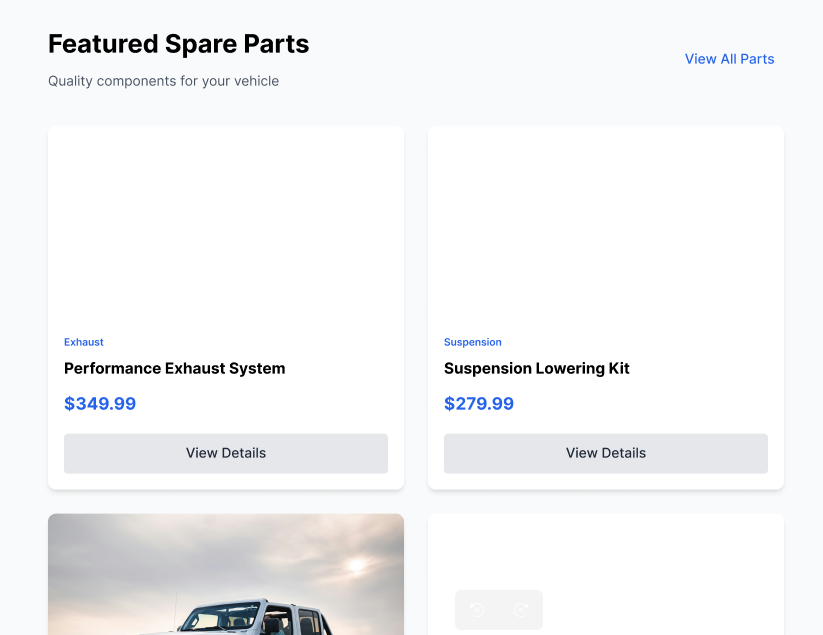 Featured Spare Parts
View All Parts
Quality components for your vehicle
Exhaust
Performance Exhaust System
$349.99
View Details
Suspension
Suspension Lowering Kit
$279.99
View Details